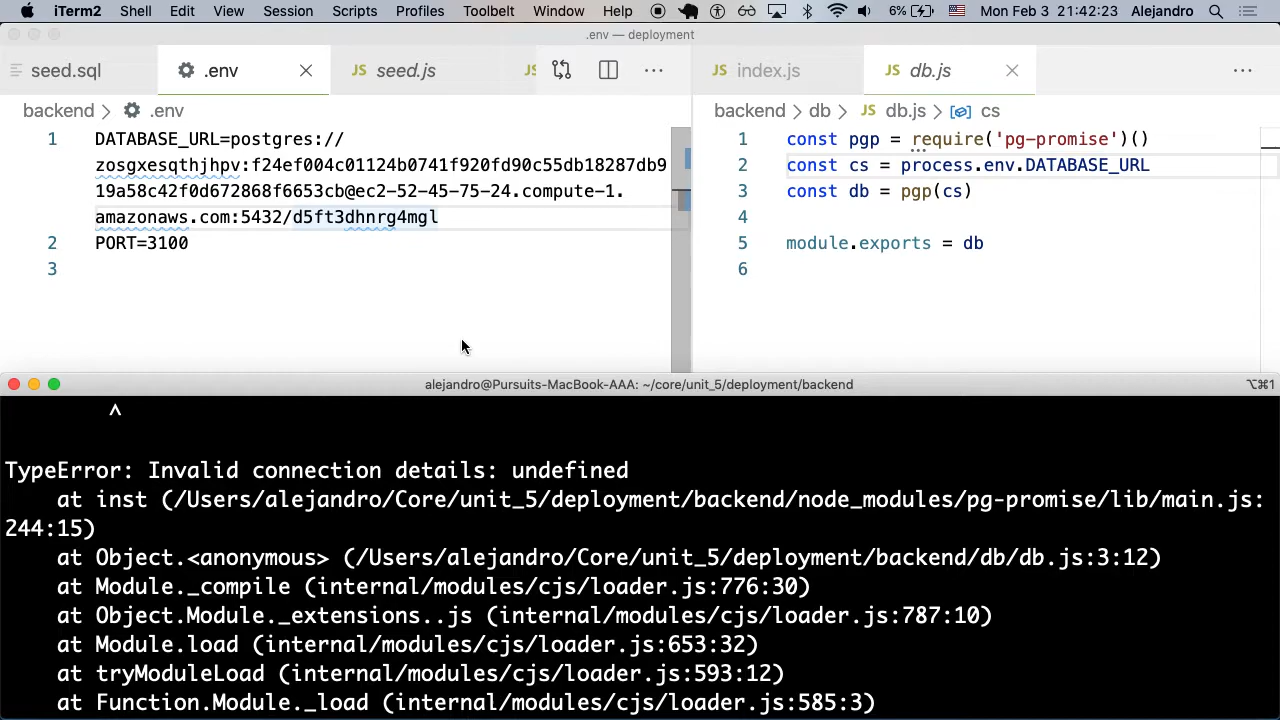 iTerm2 Shell Edit View Session Scripts Profiles Toolbelt Window Help 6% Mon Feb 3 21:42:23 Alejandro
.env — deployment
seed.sql .env seed.js JS index.js JS db.js
backend > .env
backend > db > JS db.js > cs
1 DATABASE_URL=postgres://
zosgxesqthjhpv:f24ef004c01124b0741f920fd90c55db18287db9
19a58c42f0d672868f6653cb@ec2-52-45-75-24.compute-1.
amazonaws.com:5432/d5ft3dhnrg4mgl
2 PORT=3100
3
1 const pgp = require('pg-promise')()
2 const cs = process.env.DATABASE_URL
3 const db = pgp(cs)
4
5 module.exports = db
6
alejandro@Pursuits-MacBook-AAA: ~/core/unit_5/deployment/backend ⌥⌘1
^
TypeError: Invalid connection details: undefined
at inst (/Users/alejandro/Core/unit_5/deployment/backend/node_modules/pg-promise/lib/main.js:
244:15)
at Object.<anonymous> (/Users/alejandro/Core/unit_5/deployment/backend/db/db.js:3:12)
at Module._compile (internal/modules/cjs/loader.js:776:30)
at Object.Module._extensions..js (internal/modules/cjs/loader.js:787:10)
at Module.load (internal/modules/cjs/loader.js:653:32)
at tryModuleLoad (internal/modules/cjs/loader.js:593:12)
at Function.Module._load (internal/modules/cjs/loader.js:585:3)